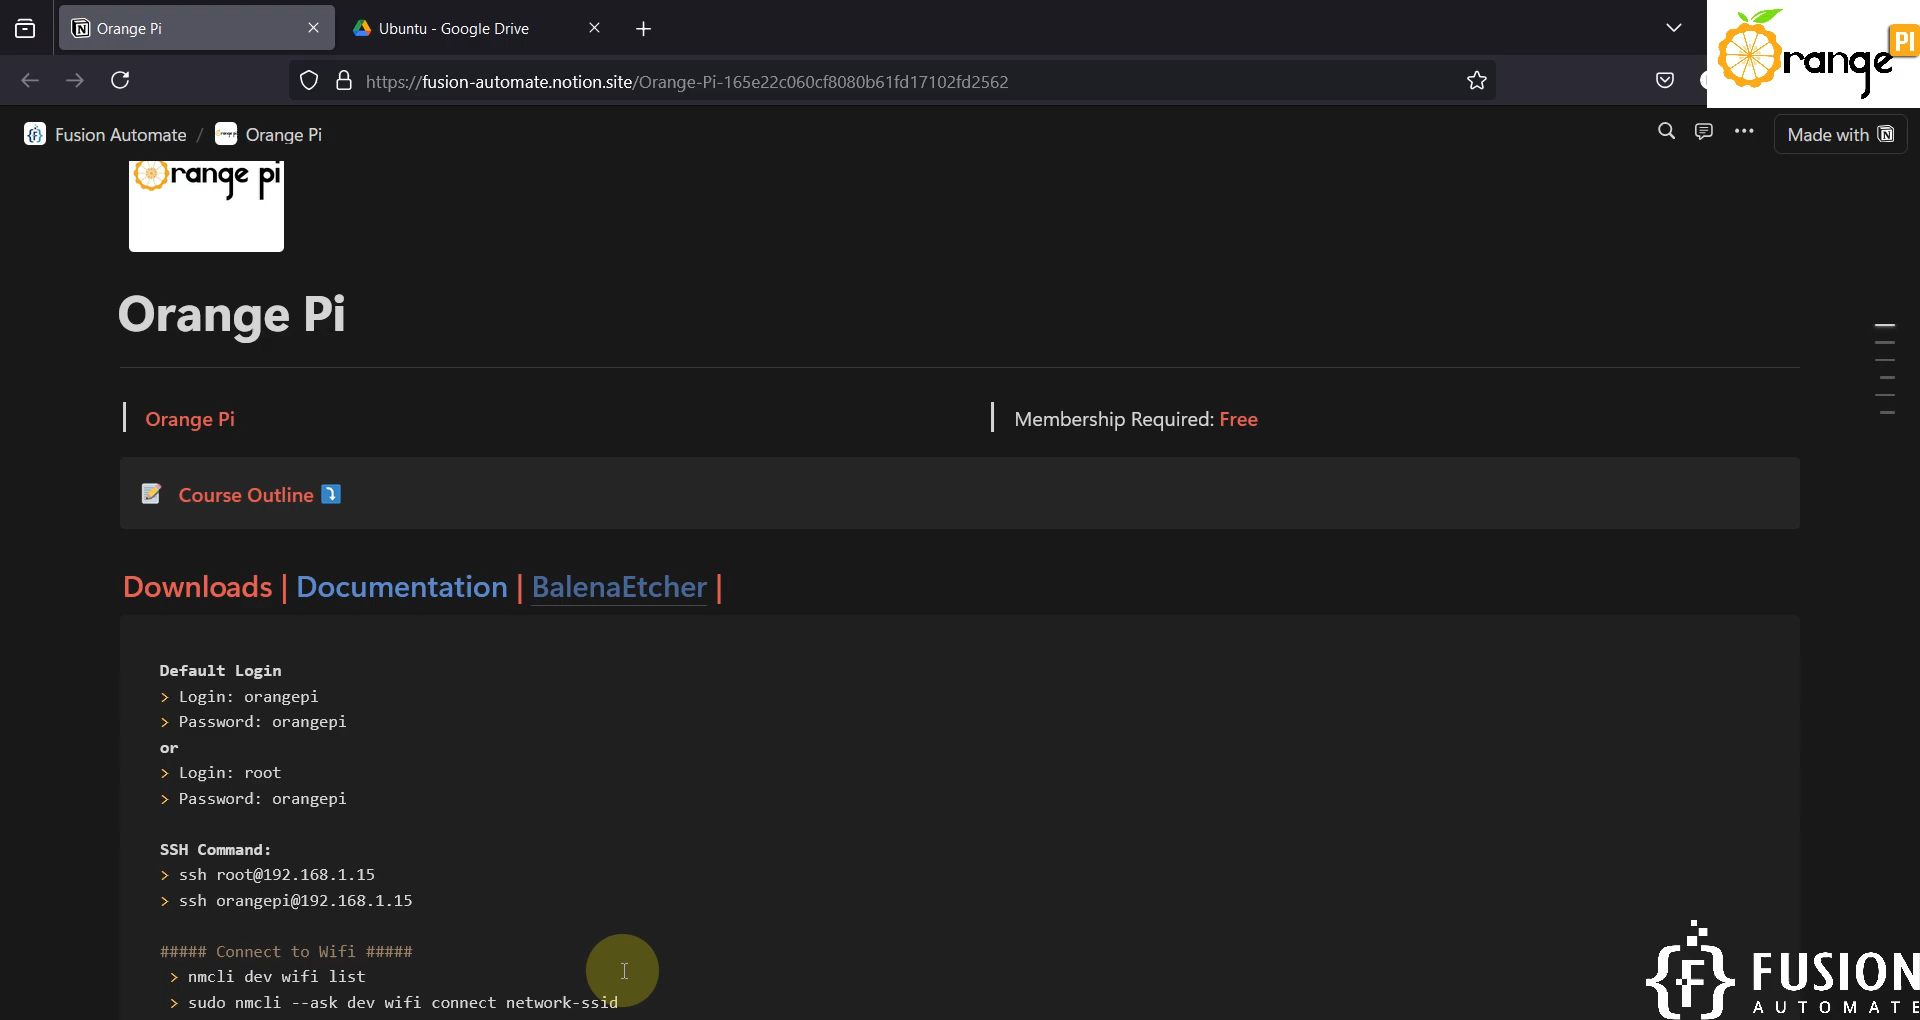 Orange Pi
Ubuntu - Google Drive
https://fusion-automate.notion.site/Orange-Pi-165e22c060cf8080b61fd17102fd2562
range PI
Fusion Automate / Orange Pi
Made with
range pi
Orange Pi
Orange Pi
Membership Required: Free
Course Outline
Downloads | Documentation | BalenaEtcher |
Default Login
> Login: orangepi
> Password: orangepi
or
> Login: root
> Password: orangepi
SSH Command:
> ssh root@192.168.1.15
> ssh orangepi@192.168.1.15
##### Connect to Wifi #####
> nmcli dev wifi list
> sudo nmcli --ask dev wifi connect network-ssid
{F} FUSION
AUTOMATE